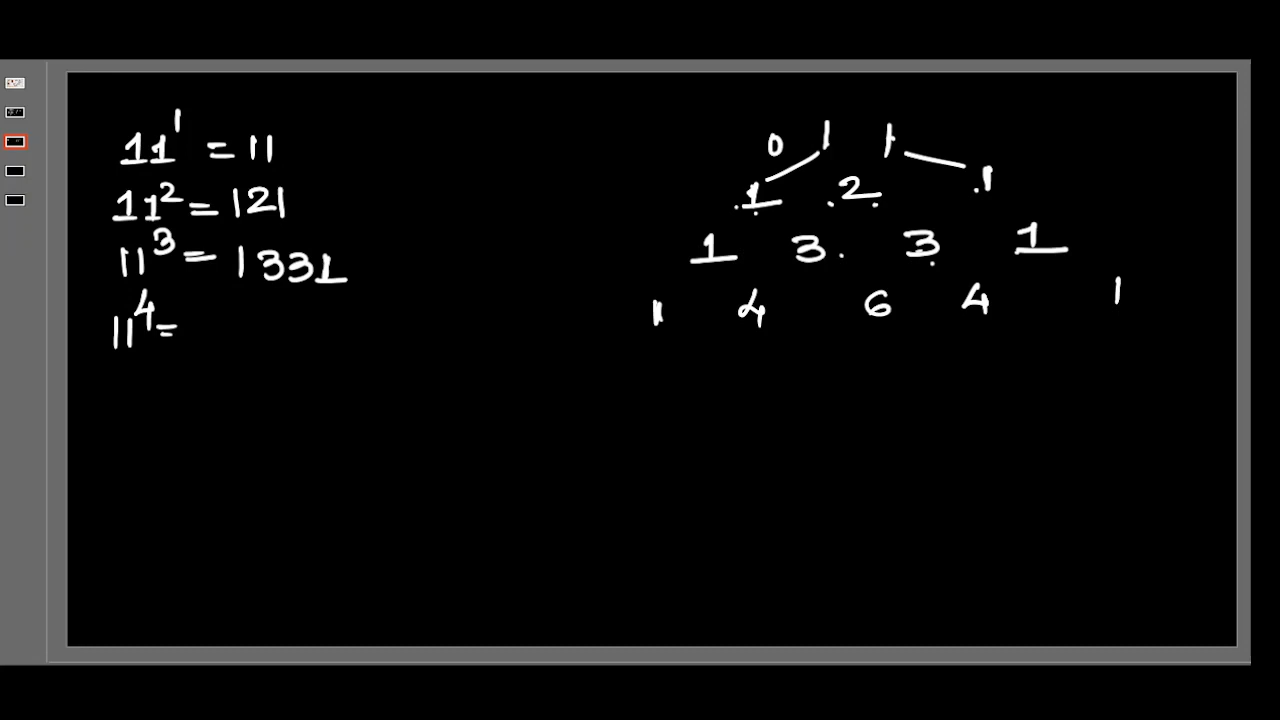 11¹ = 11
11² = 121
11³ = 1331
11⁴ =
0 1 1
1 2 1
1 3 3 1
1 4 6 4 1